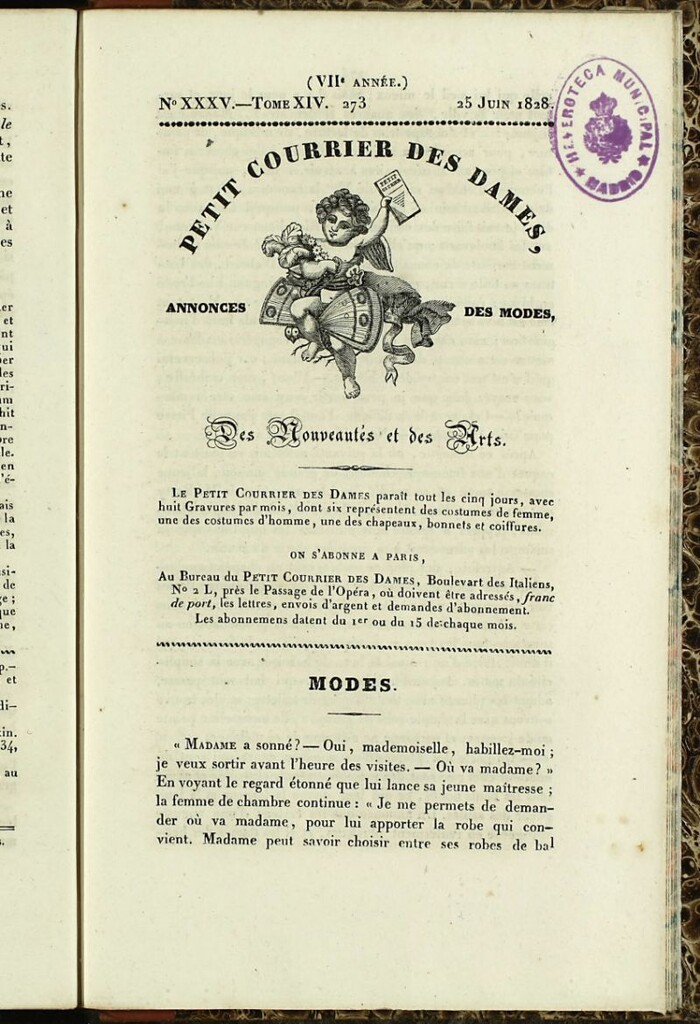 (VIIe ANNÉE.)
No XXXV.—TOME XIV. 273 25 JUIN 1828.
HEMEROTECA MUNICIPAL
★ MADRID ★
PETIT COURRIER DES DAMES,
PETIT COURRIER
ANNONCES DES MODES,
Des Nouveautés et des Arts.
LE PETIT COURRIER DES DAMES paraît tout les cinq jours, avec
huit Gravures par mois, dont six représentent des costumes de femme,
une des costumes d'homme, une des chapeaux, bonnets et coiffures.
ON S'ABONNE A PARIS,
Au Bureau du PETIT COURRIER DES DAMES, Boulevart des Italiens,
No 2 L, près le Passage de l'Opéra, où doivent être adressés, franc
de port, les lettres, envois d'argent et demandes d'abonnement.
Les abonnemens datent du 1er ou du 15 de chaque mois.
MODES.
« MADAME a sonné? — Oui, mademoiselle, habillez-moi;
je veux sortir avant l'heure des visites. — Où va madame? »
En voyant le regard étonné que lui lance sa jeune maîtresse;
la femme de chambre continue : « Je me permets de deman-
der où va madame, pour lui apporter la robe qui con-
vient. Madame peut savoir choisir entre ses robes de bal